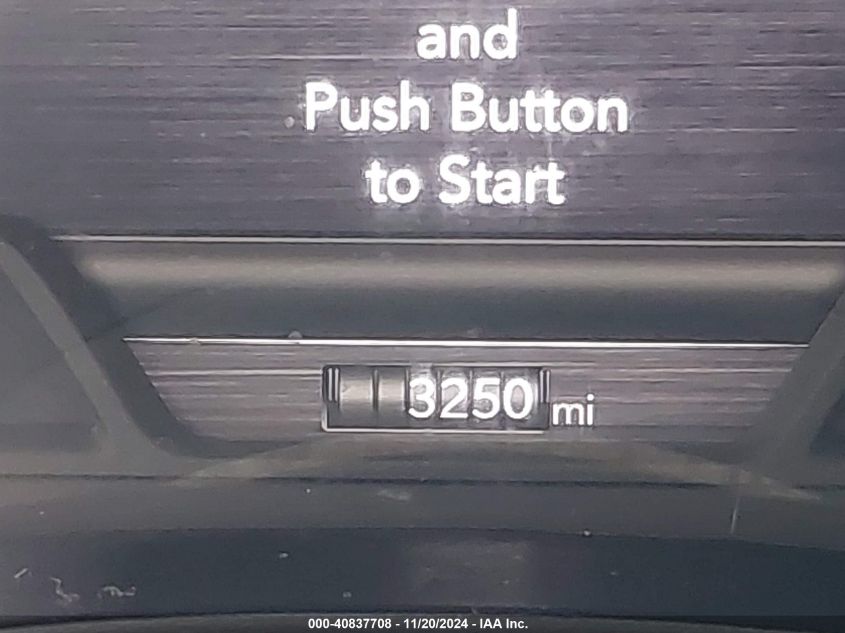 and
Push Button
to Start
3250 mi
000-40837708 - 11/20/2024 - IAA Inc.